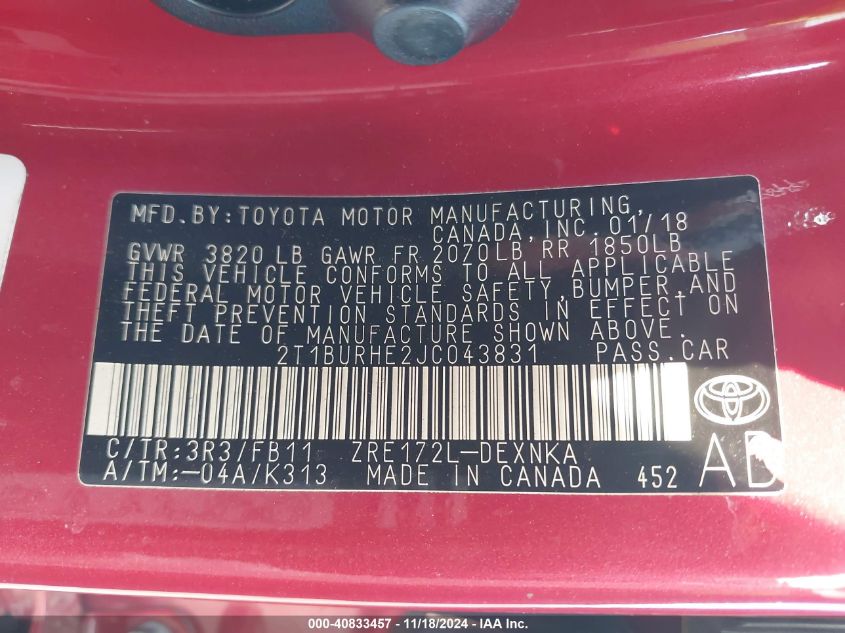 MFD.BY:TOYOTA MOTOR MANUFACTURING,
CANADA, INC. 01/18
GVWR 3820 LB GAWR FR 2070LB RR 1850LB
THIS VEHICLE CONFORMS TO ALL APPLICABLE
FEDERAL MOTOR VEHICLE SAFETY, BUMPER, AND
THEFT PREVENTION STANDARDS IN EFFECT ON
THE DATE OF MANUFACTURE SHOWN ABOVE.
2T1BURHE2JC043831 PASS.CAR
C/TR:3R3/FB11 ZRE172L-DEXNKA
A/TM:-04A/K313 MADE IN CANADA 452
AB
000-40833457 - 11/18/2024 - IAA Inc.